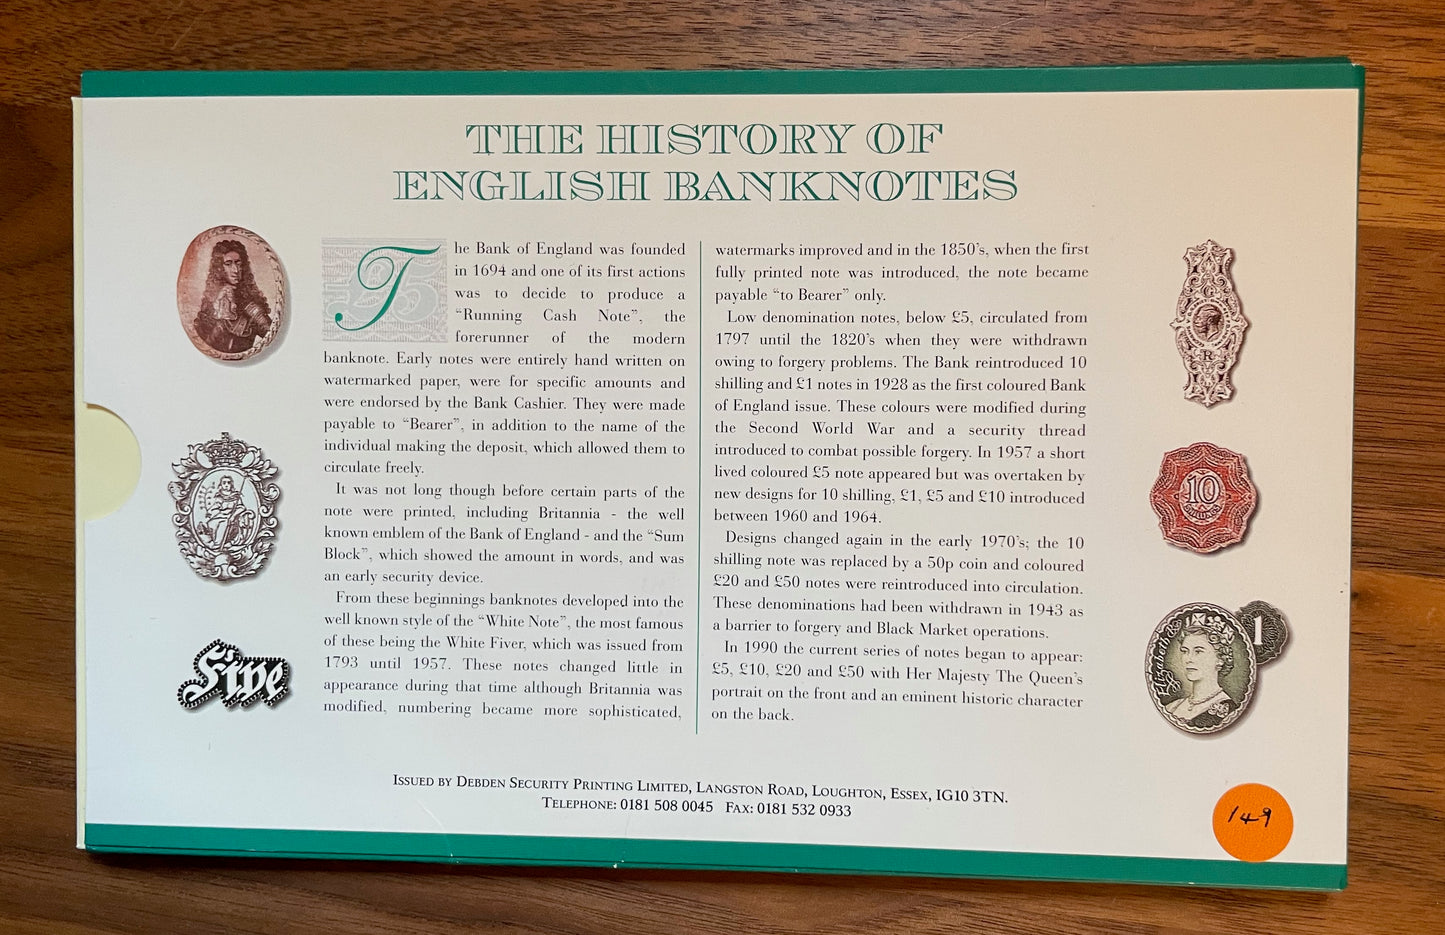 THE HISTORY OF
ENGLISH BANKNOTES
The Bank of England was founded
in 1694 and one of its first actions
was to decide to produce a
“Running Cash Note”, the
forerunner of the modern
banknote. Early notes were entirely hand written on
watermarked paper, were for specific amounts and
were endorsed by the Bank Cashier. They were made
payable to “Bearer”, in addition to the name of the
individual making the deposit, which allowed them to
circulate freely.
It was not long though before certain parts of the
note were printed, including Britannia - the well
known emblem of the Bank of England - and the “Sum
Block”, which showed the amount in words, and was
an early security device.
From these beginnings banknotes developed into the
well known style of the “White Note”, the most famous
of these being the White Fiver, which was issued from
1793 until 1957. These notes changed little in
appearance during that time although Britannia was
modified, numbering became more sophisticated,
watermarks improved and in the 1850’s, when the first
fully printed note was introduced, the note became
payable “to Bearer” only.
Low denomination notes, below £5, circulated from
1797 until the 1820’s when they were withdrawn
owing to forgery problems. The Bank reintroduced 10
shilling and £1 notes in 1928 as the first coloured Bank
of England issue. These colours were modified during
the Second World War and a security thread
introduced to combat possible forgery. In 1957 a short
lived coloured £5 note appeared but was overtaken by
new designs for 10 shilling, £1, £5 and £10 introduced
between 1960 and 1964.
Designs changed again in the early 1970’s; the 10
shilling note was replaced by a 50p coin and coloured
£20 and £50 notes were reintroduced into circulation.
These denominations had been withdrawn in 1943 as
a barrier to forgery and Black Market operations.
In 1990 the current series of notes began to appear:
£5, £10, £20 and £50 with Her Majesty The Queen’s
portrait on the front and an eminent historic character
on the back.
Five
G
R
10
SHILLINGS
Elizabeth
1
ISSUED BY DEBDEN SECURITY PRINTING LIMITED, LANGSTON ROAD, LOUGHTON, ESSEX, IG10 3TN.
TELEPHONE: 0181 508 0045 FAX: 0181 532 0933
149